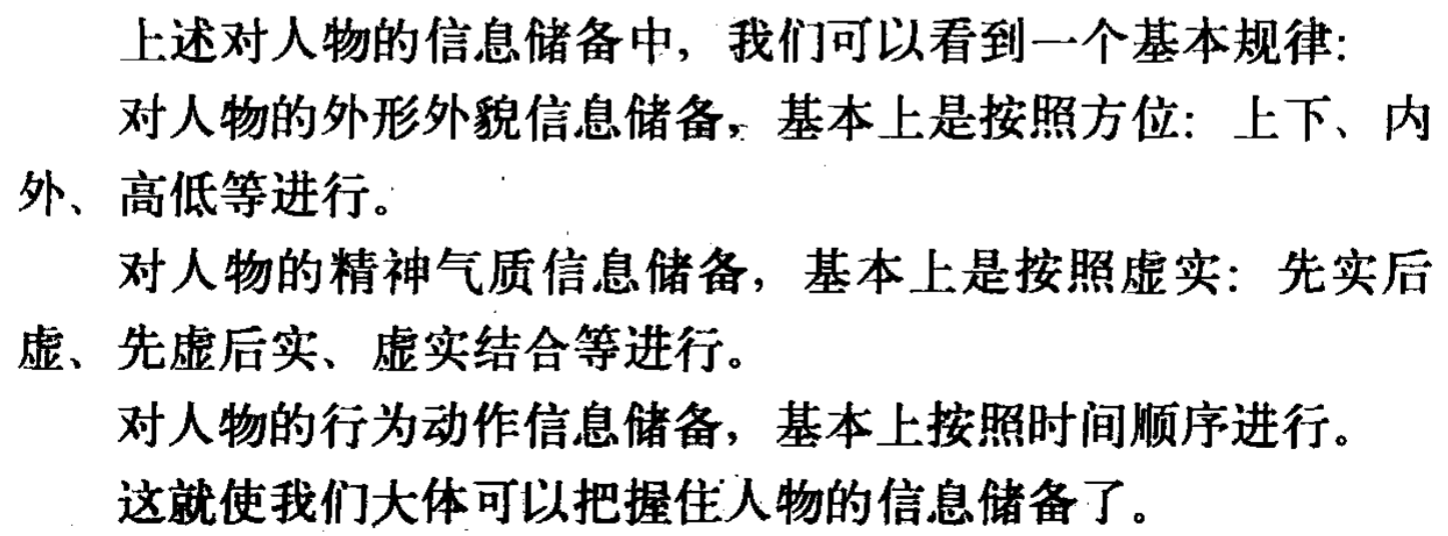 上述对人物的信息储备中，我们可以看到一个基本规律：
对人物的外形外貌信息储备，基本上是按照方位：上下、内
外、高低等进行。
对人物的精神气质信息储备，基本上是按照虚实：先实后
虚、先虚后实、虚实结合等进行。
对人物的行为动作信息储备，基本上按照时间顺序进行。
这就使我们大体可以把握住人物的信息储备了。